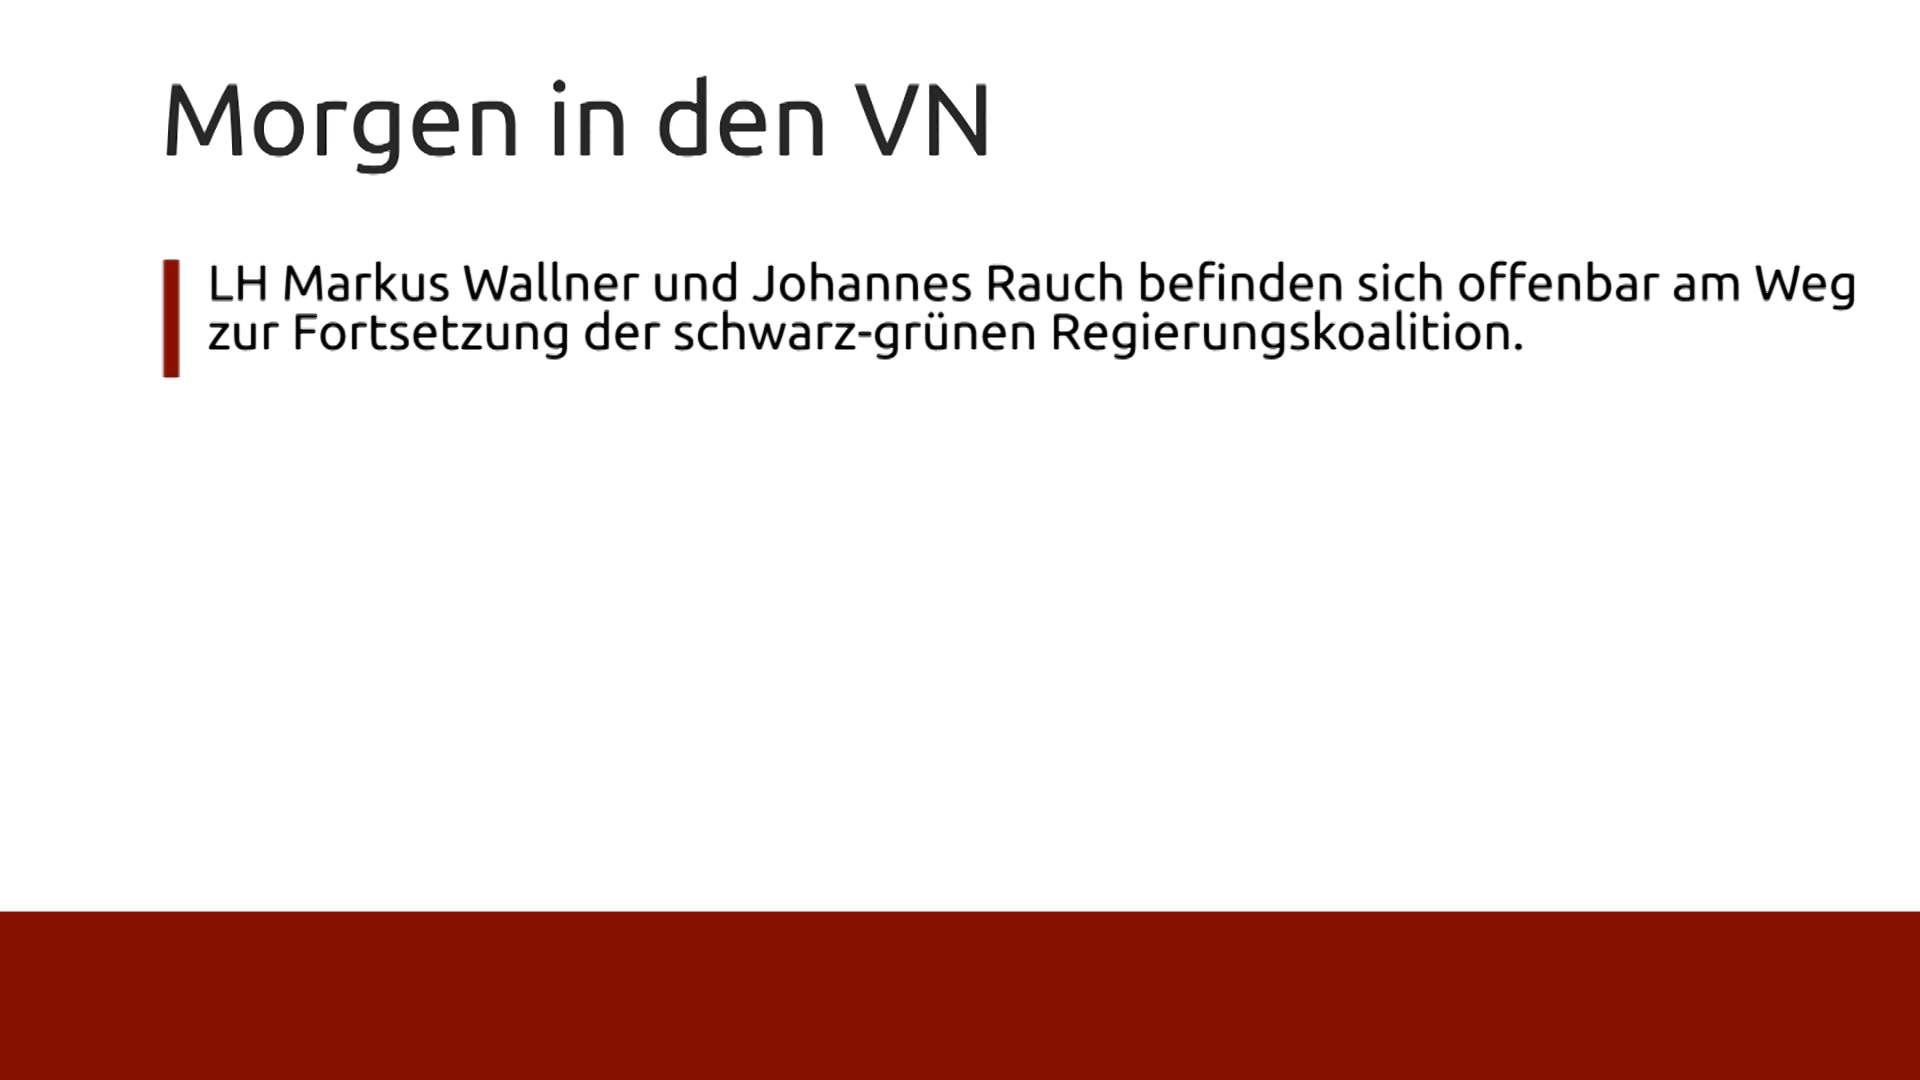 Morgen in den VN
LH Markus Wallner und Johannes Rauch befinden sich offenbar am Weg
zur Fortsetzung der schwarz-grünen Regierungskoalition.